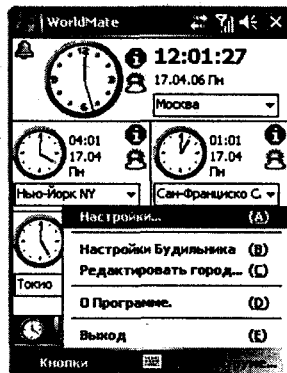 WorldMate
12:01:27
17.04.06 Пн
Москва
04:01
17.04
Пн
01:01
17.04
Пн
Нью-Йорк NY
Сан-Франциско С.
Настройки... (A)
Настройки Будильника (B)
Редактировать город... (C)
Токио
О Программе. (D)
Выход (E)
Кнопки